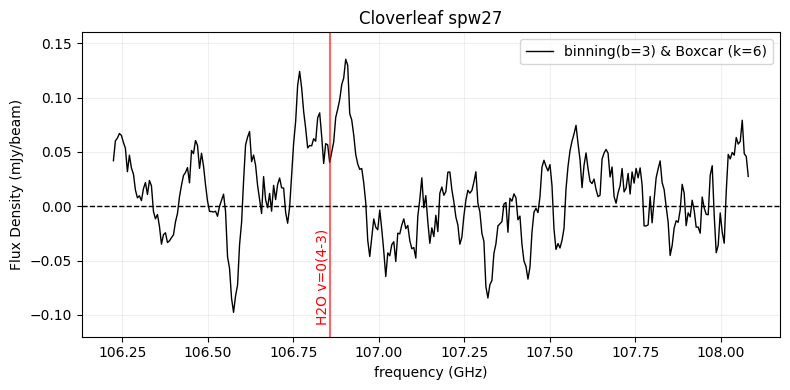 Cloverleaf spw27
binning(b=3) & Boxcar (k=6)
Flux Density (mJy/beam)
0.15
0.10
0.05
0.00
−0.05
−0.10
H2O v=0(4-3)
106.25 106.50 106.75 107.00 107.25 107.50 107.75 108.00
frequency (GHz)